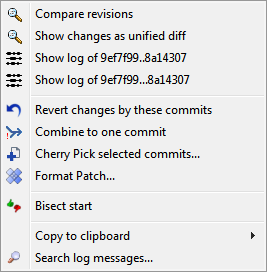 Compare revisions
Show changes as unified diff
Show log of 9ef7f99..8a14307
Show log of 9ef7f99...8a14307
Revert changes by these commits
Combine to one commit
Cherry Pick selected commits...
Format Patch...
Bisect start
Copy to clipboard
Search log messages...